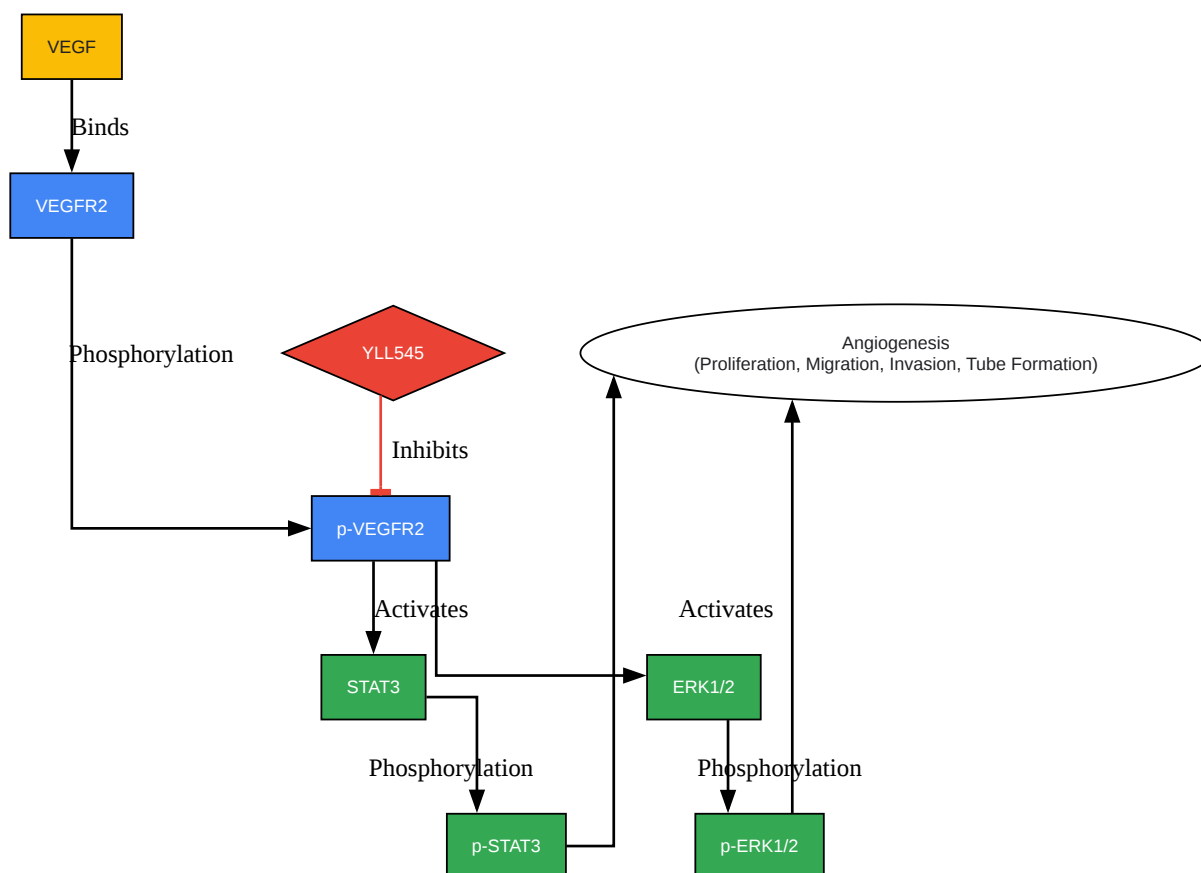 VEGF
Binds
VEGFR2
Phosphorylation
YLL545
Angiogenesis
(Proliferation, Migration, Invasion, Tube Formation)
Inhibits
p-VEGFR2
Activates
Activates
STAT3
ERK1/2
Phosphorylation
Phosphorylation
p-STAT3
p-ERK1/2